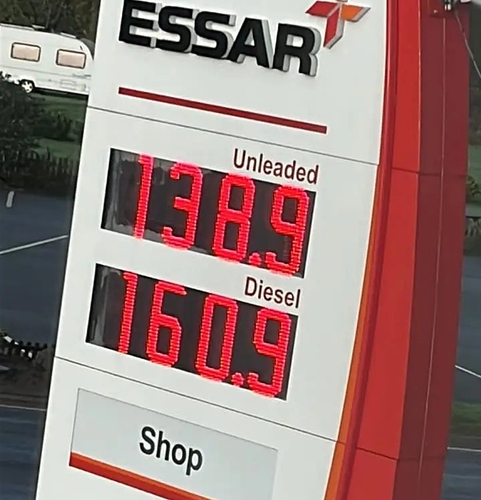 ESSAR
Unleaded
138.9
Diesel
160.9
Shop